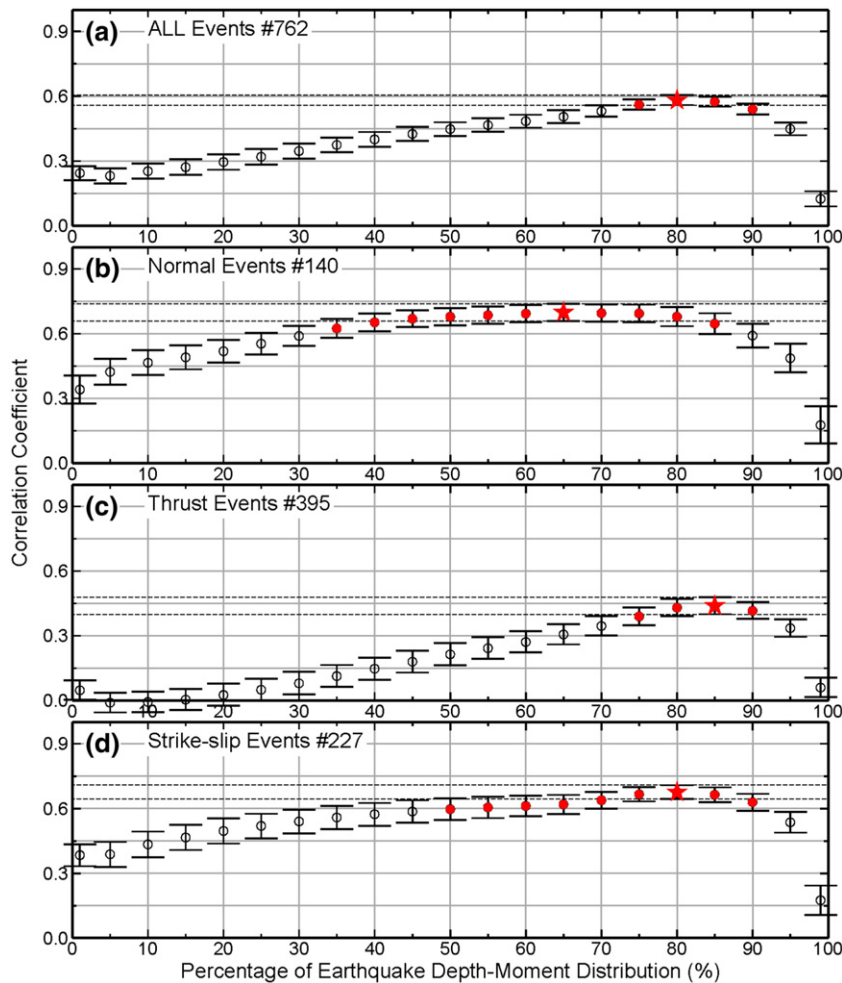 (a) ALL Events #762
0.9
0.6
0.3
0.0
0 10 20 30 40 50 60 70 80 90 100
(b) Normal Events #140
0.9
0.6
0.3
0.0
0 10 20 30 40 50 60 70 80 90 100
(c) Thrust Events #395
0.9
0.6
0.3
0.0
0 10 20 30 40 50 60 70 80 90 100
(d) Strike-slip Events #227
0.9
0.6
0.3
0.0
0 10 20 30 40 50 60 70 80 90 100
Correlation Coefficient
Percentage of Earthquake Depth-Moment Distribution (%)